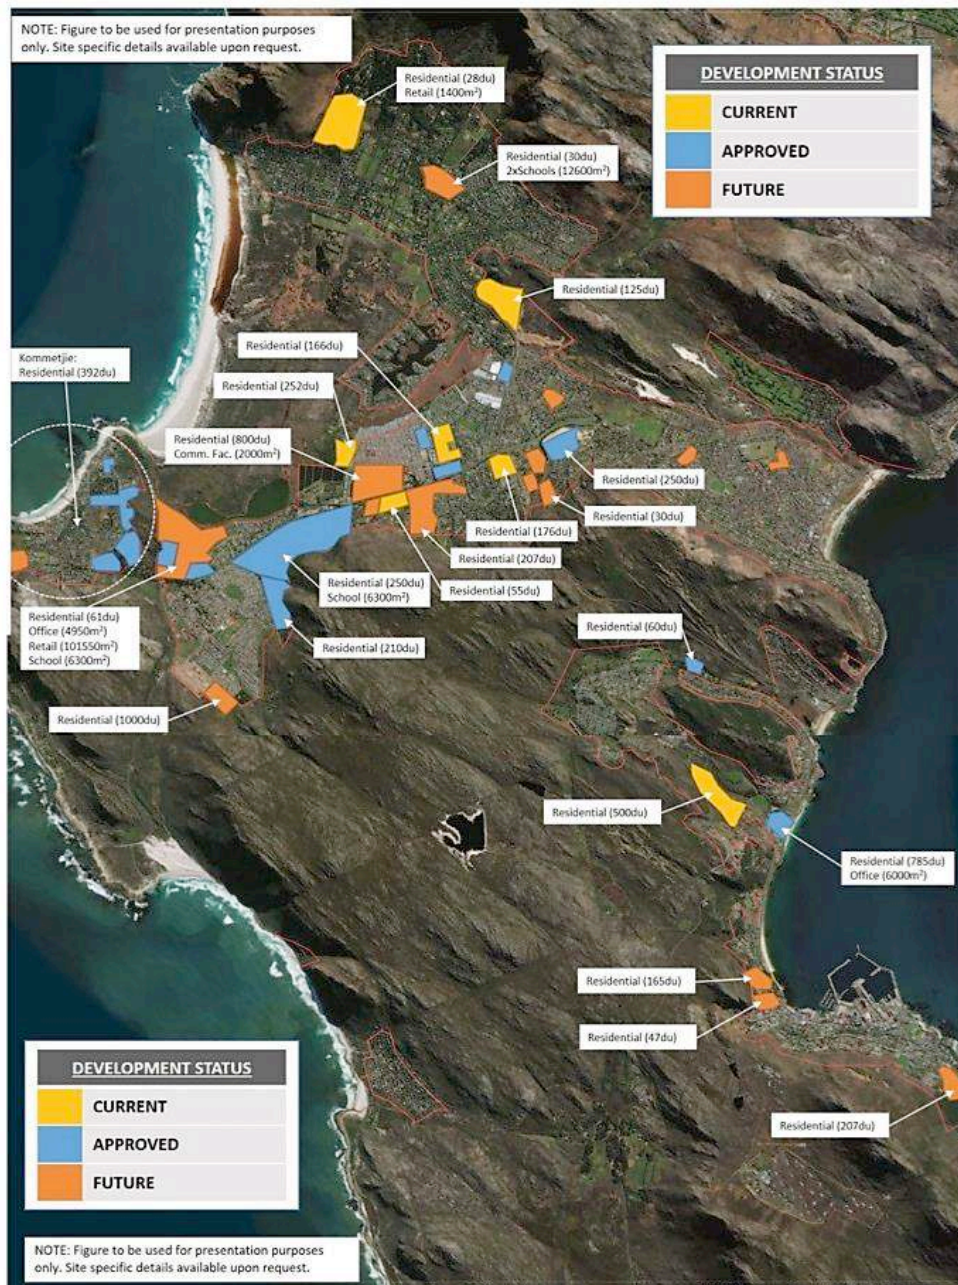 NOTE: Figure to be used for presentation purposes
only. Site specific details available upon request.
DEVELOPMENT STATUS
CURRENT
APPROVED
FUTURE
Residential (28du)
Retail (1400m²)
Residential (30du)
2xSchools (12600m²)
Residential (125du)
Residential (166du)
Kommetjie:
Residential (392du)
Residential (252du)
Residential (800du)
Comm. Fac. (2000m²)
Residential (250du)
Residential (30du)
Residential (176du)
Residential (207du)
Residential (250du)
School (6300m²)
Residential (55du)
Residential (61du)
Office (4950m²)
Retail (101550m²)
School (6300m²)
Residential (210du)
Residential (60du)
Residential (1000du)
Residential (500du)
Residential (785du)
Office (6000m²)
Residential (165du)
Residential (47du)
Residential (207du)
DEVELOPMENT STATUS
CURRENT
APPROVED
FUTURE
NOTE: Figure to be used for presentation purposes
only. Site specific details available upon request.